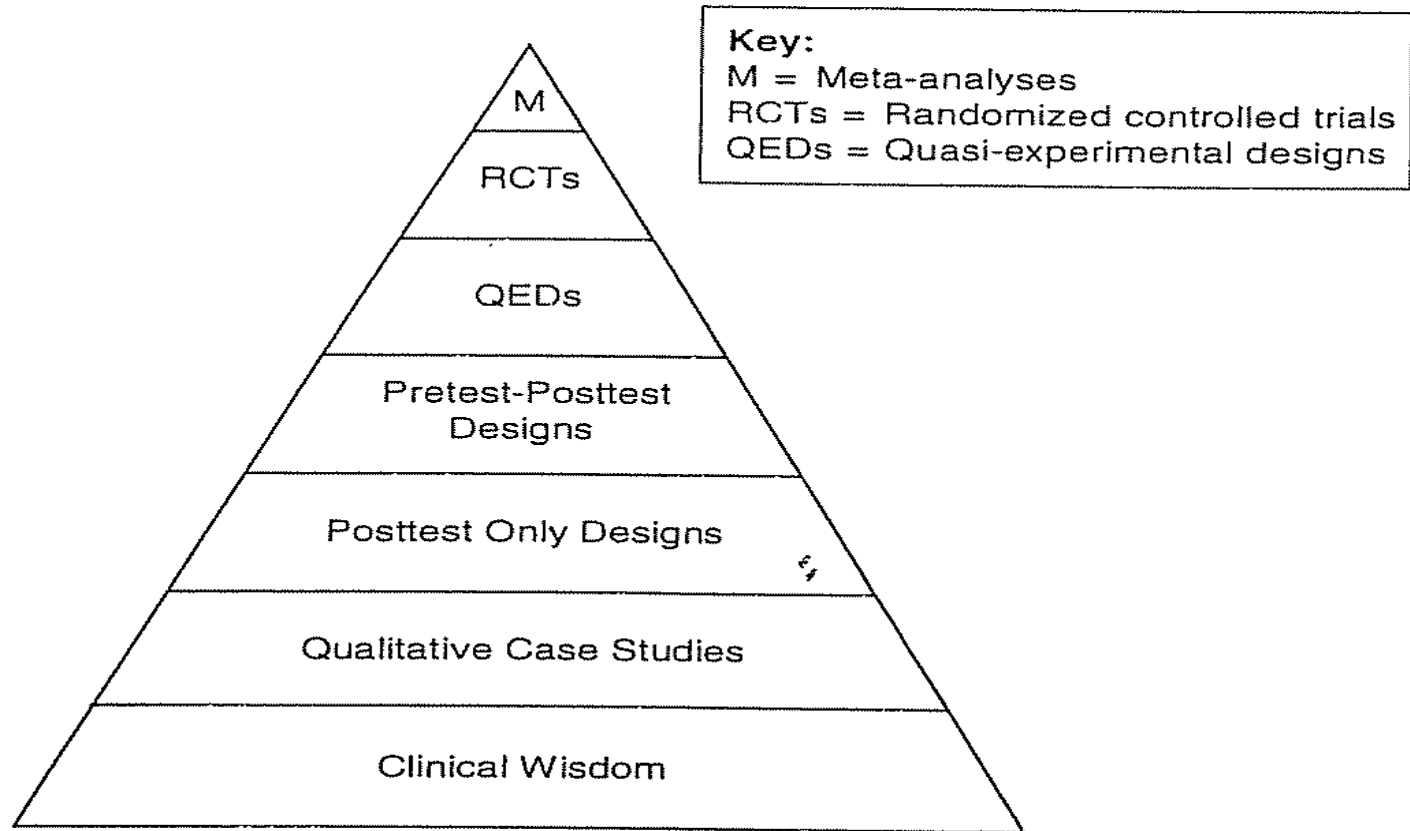 Key:
M = Meta-analyses
RCTs = Randomized controlled trials
QEDs = Quasi-experimental designs
M
RCTs
QEDs
Pretest-Posttest
Designs
Posttest Only Designs
Qualitative Case Studies
Clinical Wisdom